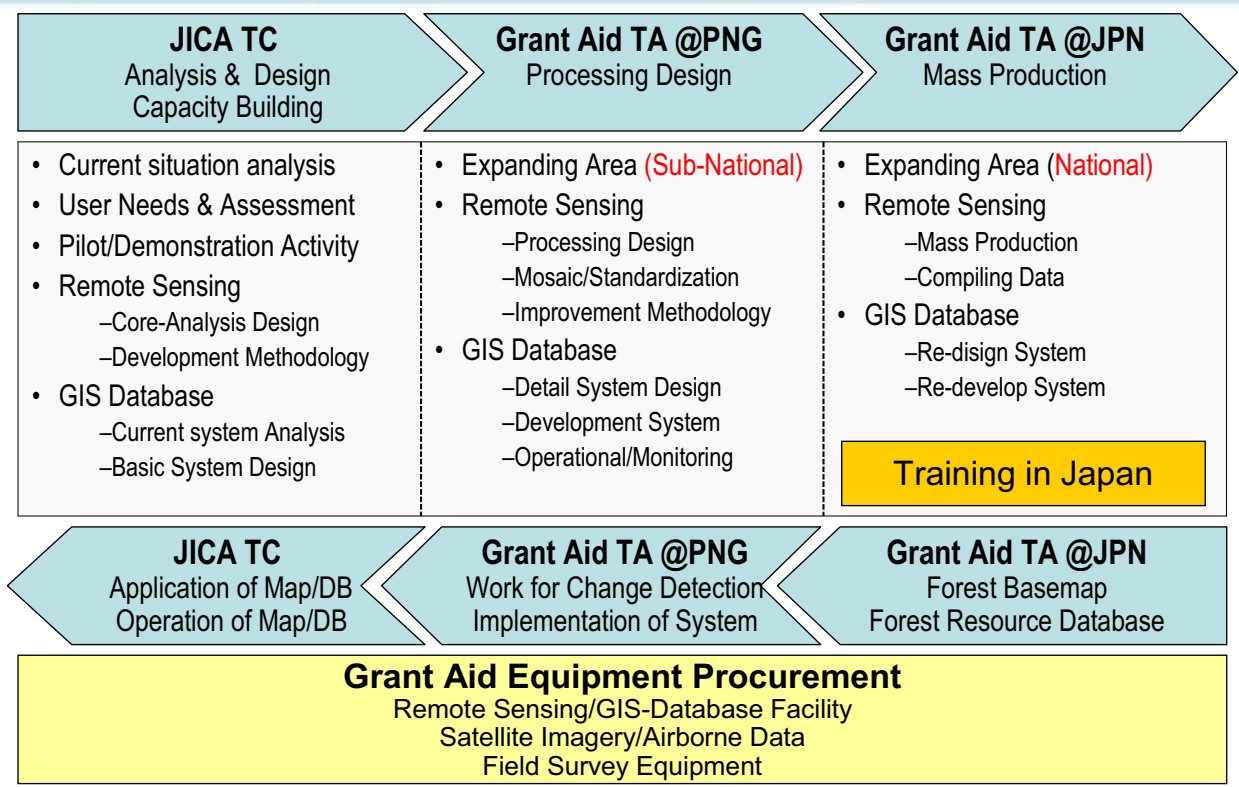 JICA TC
Analysis & Design
Capacity Building
Grant Aid TA @PNG
Processing Design
Grant Aid TA @JPN
Mass Production
• Current situation analysis
• User Needs & Assessment
• Pilot/Demonstration Activity
• Remote Sensing
–Core-Analysis Design
–Development Methodology
• GIS Database
–Current system Analysis
–Basic System Design
• Expanding Area (Sub-National)
• Remote Sensing
–Processing Design
–Mosaic/Standardization
–Improvement Methodology
• GIS Database
–Detail System Design
–Development System
–Operational/Monitoring
• Expanding Area (National)
• Remote Sensing
–Mass Production
–Compiling Data
• GIS Database
–Re-disign System
–Re-develop System
Training in Japan
JICA TC
Application of Map/DB
Operation of Map/DB
Grant Aid TA @PNG
Work for Change Detection
Implementation of System
Grant Aid TA @JPN
Forest Basemap
Forest Resource Database
Grant Aid Equipment Procurement
Remote Sensing/GIS-Database Facility
Satellite Imagery/Airborne Data
Field Survey Equipment